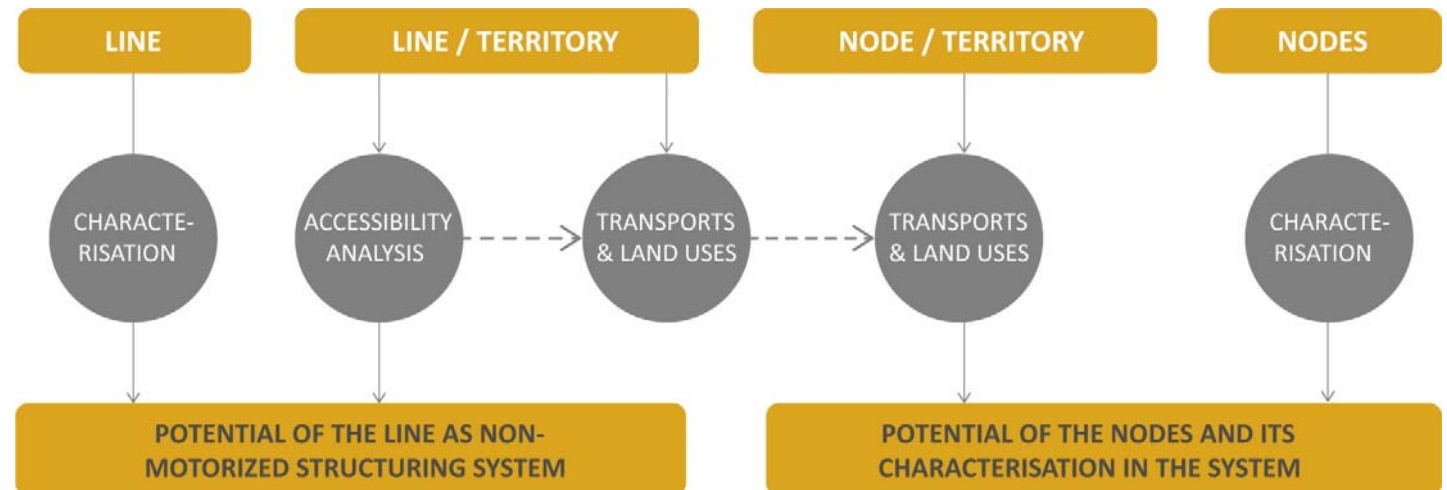 LINE
LINE / TERRITORY
NODE / TERRITORY
NODES
CHARACTE-
RISATION
ACCESSIBILITY
ANALYSIS
TRANSPORTS
& LAND USES
TRANSPORTS
& LAND USES
CHARACTE-
RISATION
POTENTIAL OF THE LINE AS NON-
MOTORIZED STRUCTURING SYSTEM
POTENTIAL OF THE NODES AND ITS
CHARACTERISATION IN THE SYSTEM